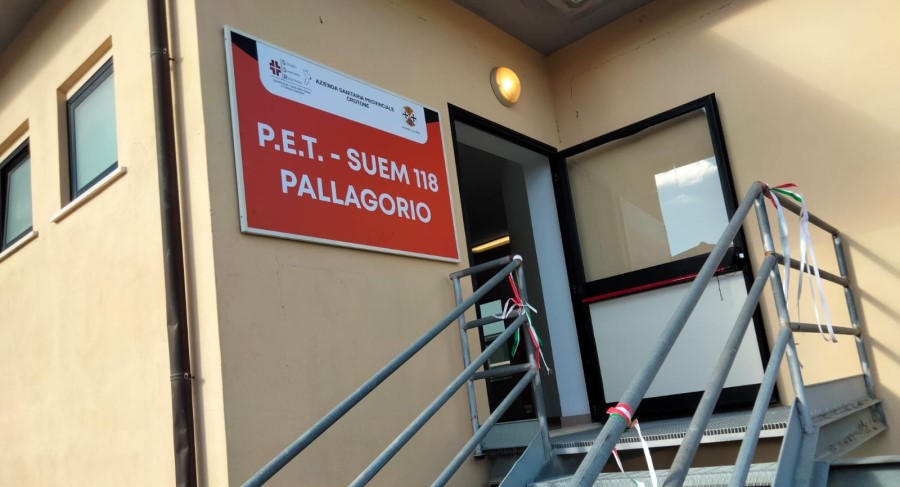 AZIENDA SANITARIA PROVINCIALE
CROTONE
P.E.T. - SUEM 118
PALLAGORIO